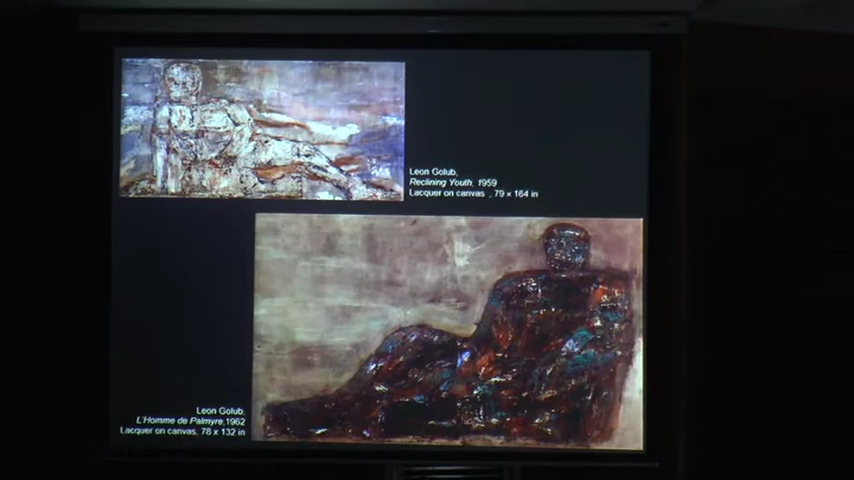 Leon Golub,
Reclining Youth, 1959
Lacquer on canvas , 79 x 164 in
Leon Golub,
L'Homme de Palmyre,1962
Lacquer on canvas, 78 x 132 in